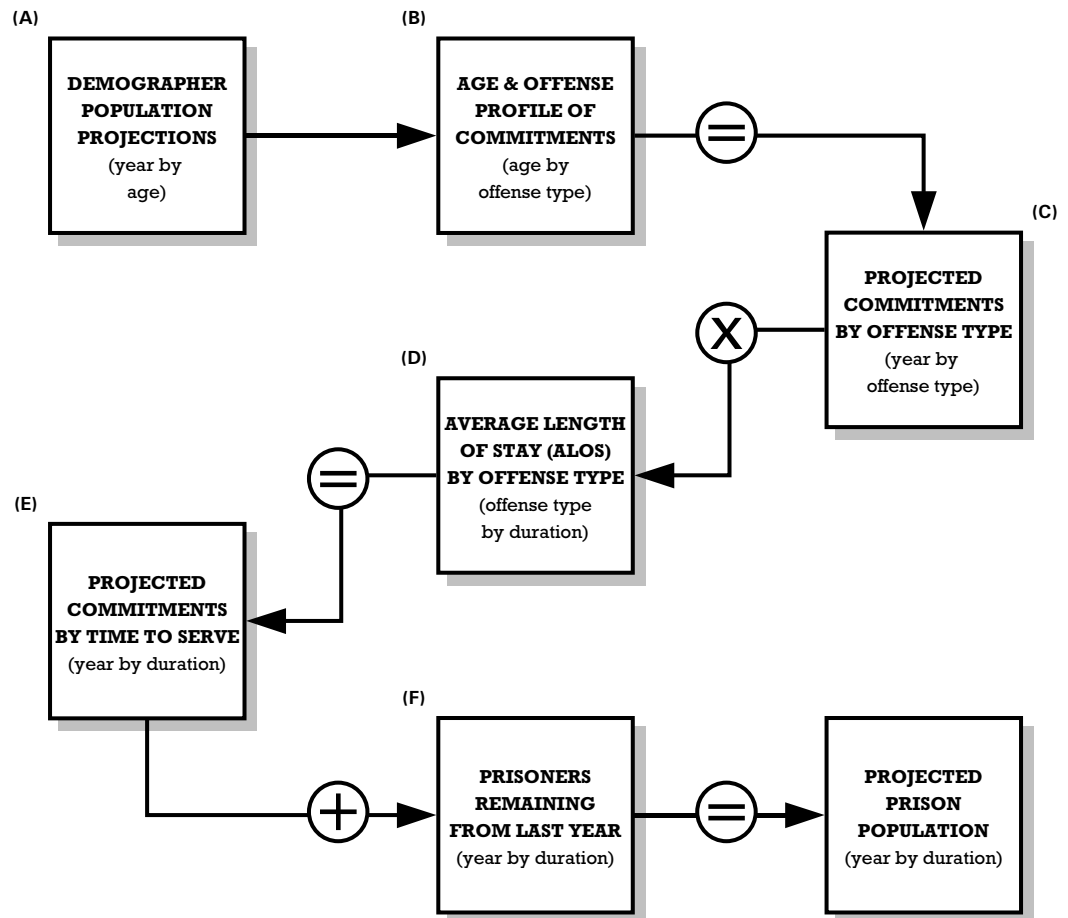 (A)
DEMOGRAPHER
POPULATION
PROJECTIONS
(year by
age)
(B)
AGE & OFFENSE
PROFILE OF
COMMITMENTS
(age by
offense type)
=
(C)
PROJECTED
COMMITMENTS
BY OFFENSE TYPE
(year by
offense type)
X
(D)
AVERAGE LENGTH
OF STAY (ALOS)
BY OFFENSE TYPE
(offense type
by duration)
=
(E)
PROJECTED
COMMITMENTS
BY TIME TO SERVE
(year by duration)
+
(F)
PRISONERS
REMAINING
FROM LAST YEAR
(year by duration)
=
PROJECTED
PRISON
POPULATION
(year by duration)